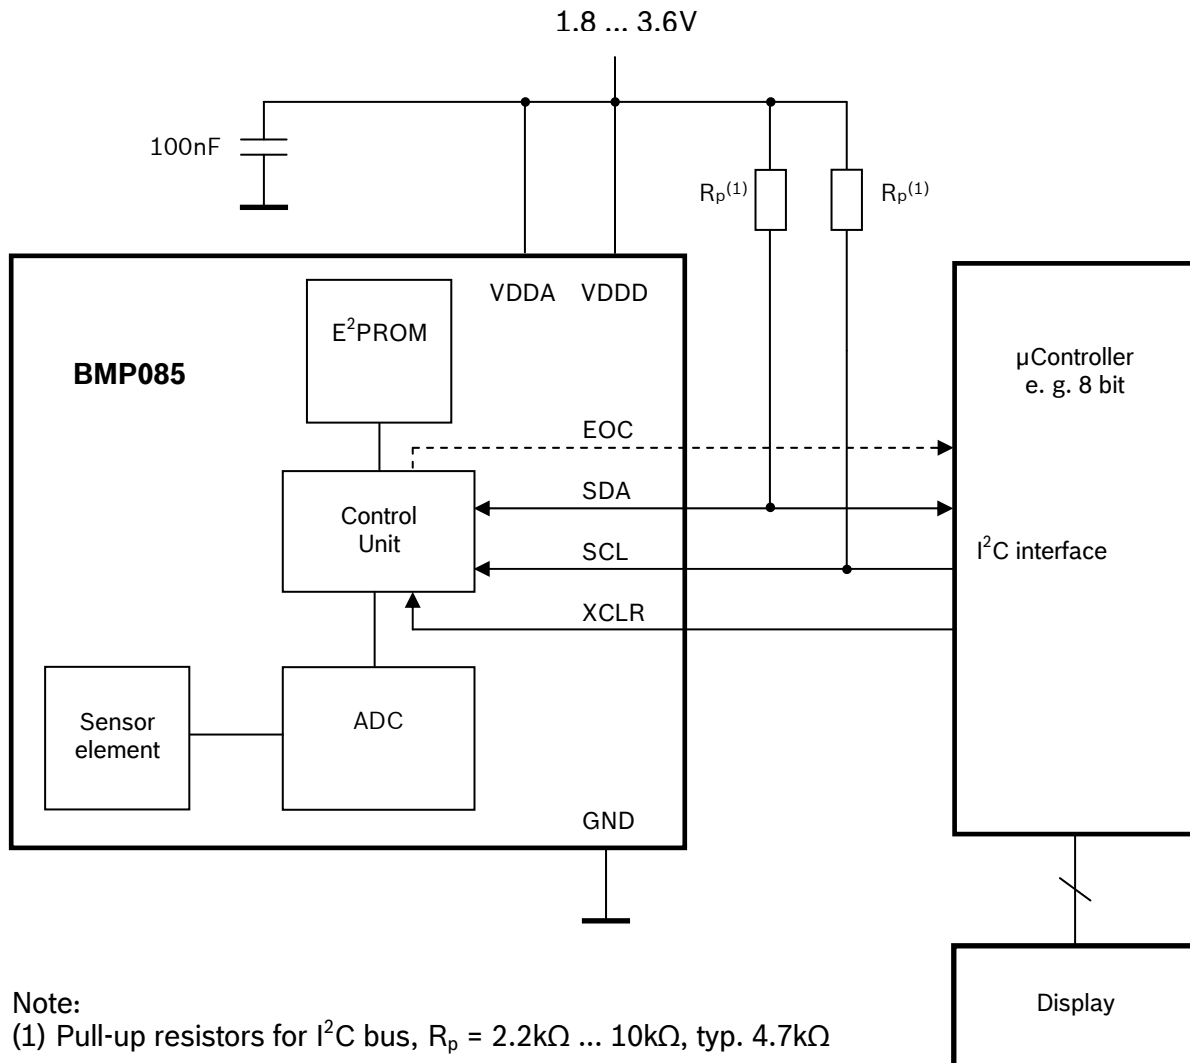 1.8 ... 3.6V
100nF
Rp(1)
Rp(1)
VDDA
VDDD
E²PROM
BMP085
µController
e. g. 8 bit
EOC
SDA
Control
Unit
SCL
I²C interface
XCLR
Sensor
element
ADC
GND
Display
Note:
(1) Pull-up resistors for I²C bus, Rp = 2.2kΩ ... 10kΩ, typ. 4.7kΩ